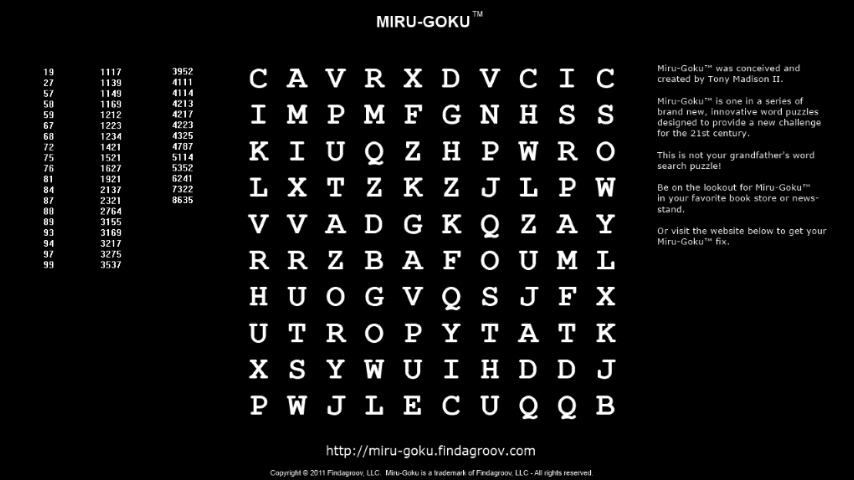 MIRU-GOKU™
19
27
57
58
59
67
68
72
75
76
81
84
87
88
89
93
94
97
99
1117
1139
1149
1169
1212
1223
1234
1421
1521
1627
1921
2137
2321
2764
3155
3169
3217
3275
3537
3952
4111
4114
4213
4217
4223
4325
4787
5114
5352
6241
7322
8635
C A V R X D V C I C
I M P M F G N H S S
K I U Q Z H P W R O
L X T Z K Z J L P W
V V A D G K Q Z A Y
R R Z B A F O U M L
H U O G V Q S J F X
U T R O P Y T A T K
X S Y W U I H D D J
P W J L E C U Q Q B
Miru-Goku™ was conceived and
created by Tony Madison II.
Miru-Goku™ is one in a series of
brand new, innovative word puzzles
designed to provide a new challenge
for the 21st century.
This is not your grandfather's word
search puzzle!
Be on the lookout for Miru-Goku™
in your favorite book store or news-
stand.
Or visit the website below to get your
Miru-Goku™ fix.
http://miru-goku.findagroov.com
Copyright © 2011 Findagroov, LLC. Miru-Goku is a trademark of Findagroov, LLC - All rights reserved.